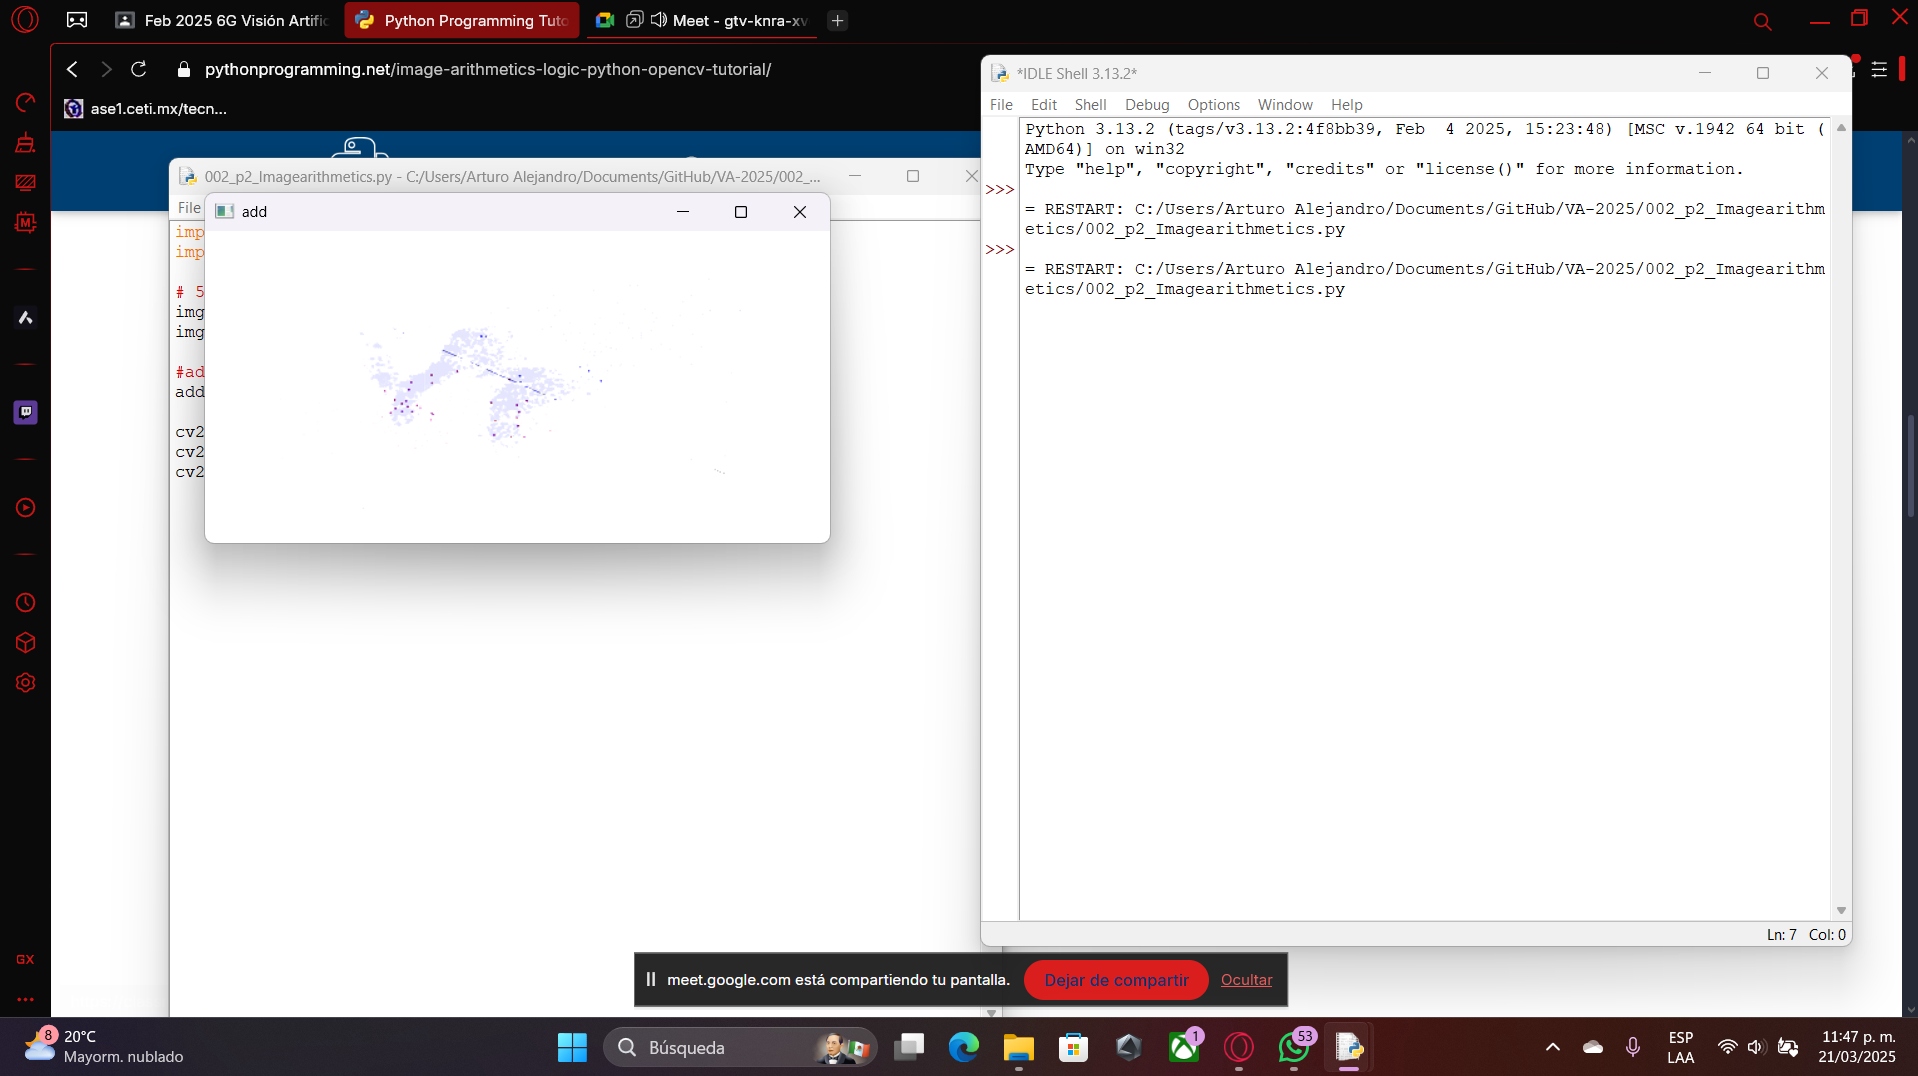 Feb 2025 6G Visión Artific
Python Programming Tuto
Meet - gtv-knra-xv
pythonprogramming.net/image-arithmetics-logic-python-opencv-tutorial/
ase1.ceti.mx/tecn...
002_p2_Imagearithmetics.py - C:/Users/Arturo Alejandro/Documents/GitHub/VA-2025/002_...
File
add
imp
imp
# 5
img
img
#ad
add
cv2
cv2
cv2
*IDLE Shell 3.13.2*
File Edit Shell Debug Options Window Help
Python 3.13.2 (tags/v3.13.2:4f8bb39, Feb  4 2025, 15:23:48) [MSC v.1942 64 bit (
AMD64)] on win32
Type "help", "copyright", "credits" or "license()" for more information.
>>>
= RESTART: C:/Users/Arturo Alejandro/Documents/GitHub/VA-2025/002_p2_Imagearithm
etics/002_p2_Imagearithmetics.py
>>>
= RESTART: C:/Users/Arturo Alejandro/Documents/GitHub/VA-2025/002_p2_Imagearithm
etics/002_p2_Imagearithmetics.py
Ln: 7 Col: 0
GX
meet.google.com está compartiendo tu pantalla. Dejar de compartir Ocultar
8
20°C
Mayorm. nublado
Búsqueda
1
53
ESP
LAA
11:47 p. m.
21/03/2025